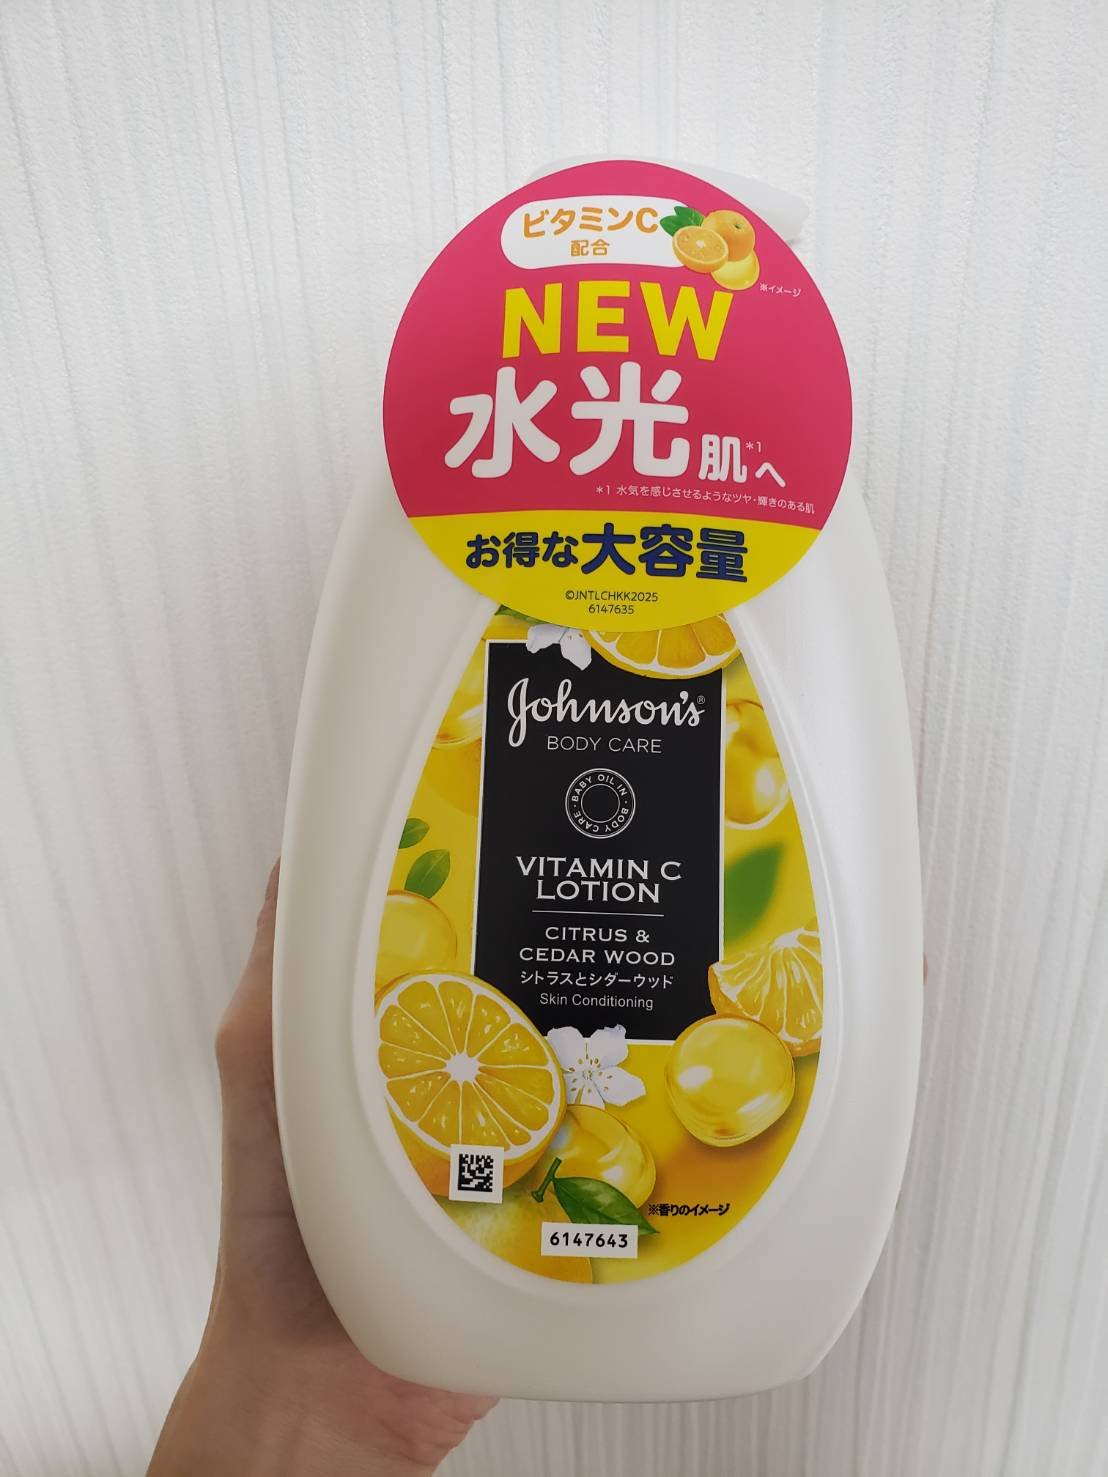 ビタミンC
配合
※イメージ
NEW
水光肌*1へ
*1 水気を感じさせるようなツヤ・輝きのある肌
お得な大容量
©JNTLCHKK2025
6147635
Johnson's®
BODY CARE
BABY OIL IN・BODY CARE・
VITAMIN C
LOTION
CITRUS &
CEDAR WOOD
シトラスとシダーウッド
Skin Conditioning
※香りのイメージ
6147643